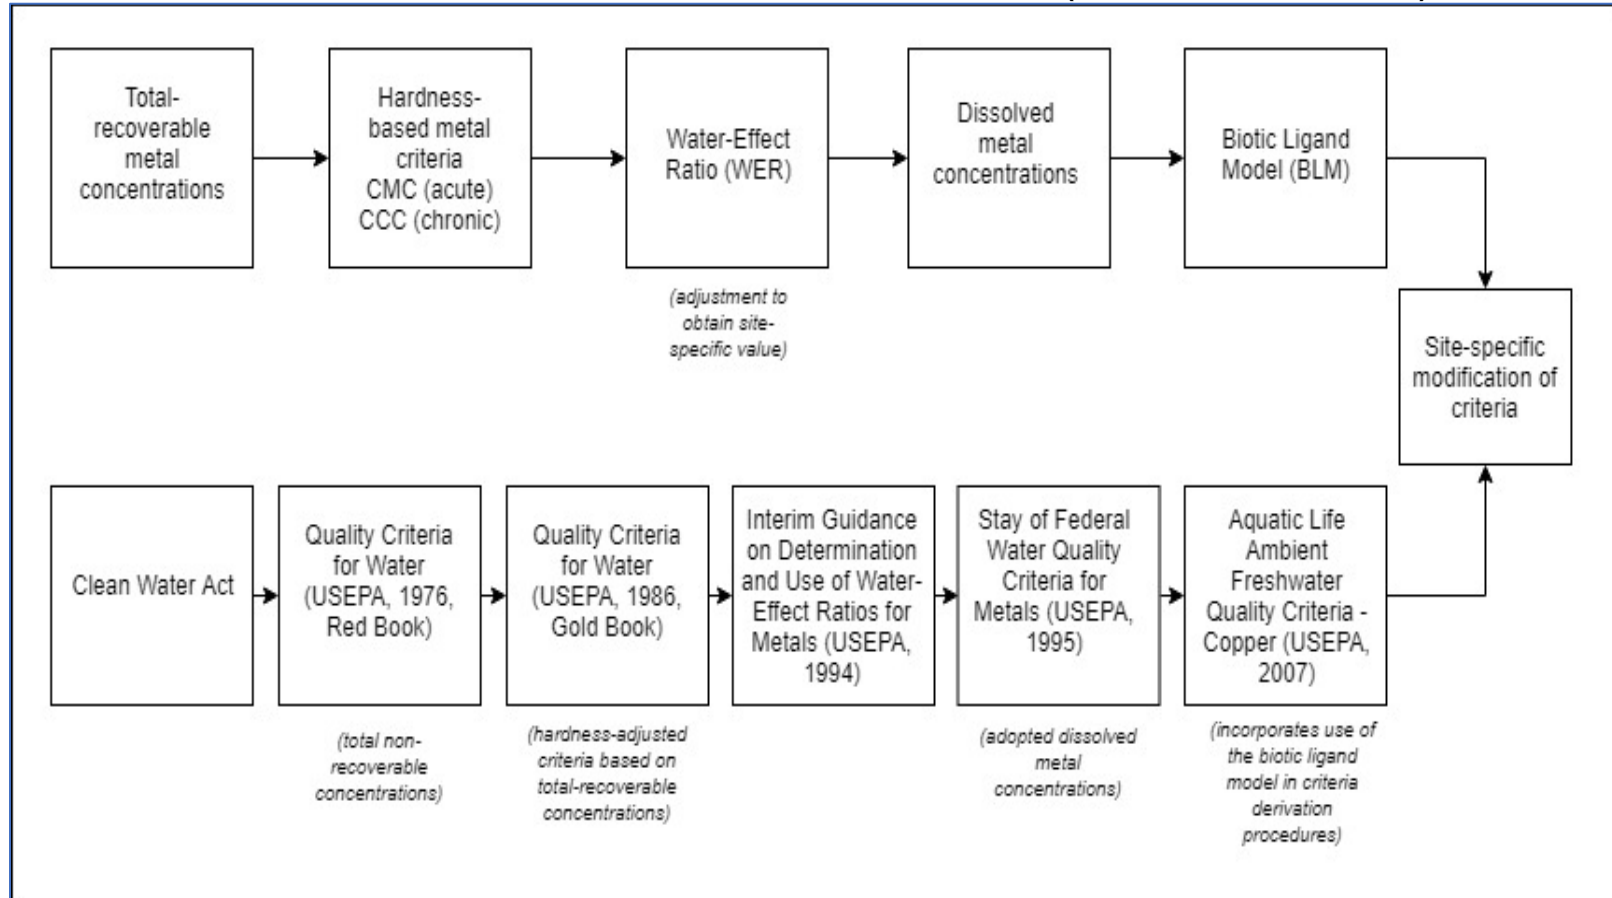 Total-
recoverable
metal
concentrations
Hardness-
based metal
criteria
CMC (acute)
CCC (chronic)
Water-Effect
Ratio (WER)
(adjustment to
obtain site-
specific value)
Dissolved
metal
concentrations
Biotic Ligand
Model (BLM)
Site-specific
modification of
criteria
Clean Water Act
Quality Criteria
for Water
(USEPA, 1976,
Red Book)
(total non-
recoverable
concentrations)
Quality Criteria
for Water
(USEPA, 1986,
Gold Book)
(hardness-adjusted
criteria based on
total-recoverable
concentrations)
Interim Guidance
on Determination
and Use of Water-
Effect Ratios for
Metals (USEPA,
1994)
Stay of Federal
Water Quality
Criteria for
Metals (USEPA,
1995)
(adopted dissolved
metal
concentrations)
Aquatic Life
Ambient
Freshwater
Quality Criteria -
Copper (USEPA,
2007)
(incorporates use of
the biotic ligand
model in criteria
derivation
procedures)